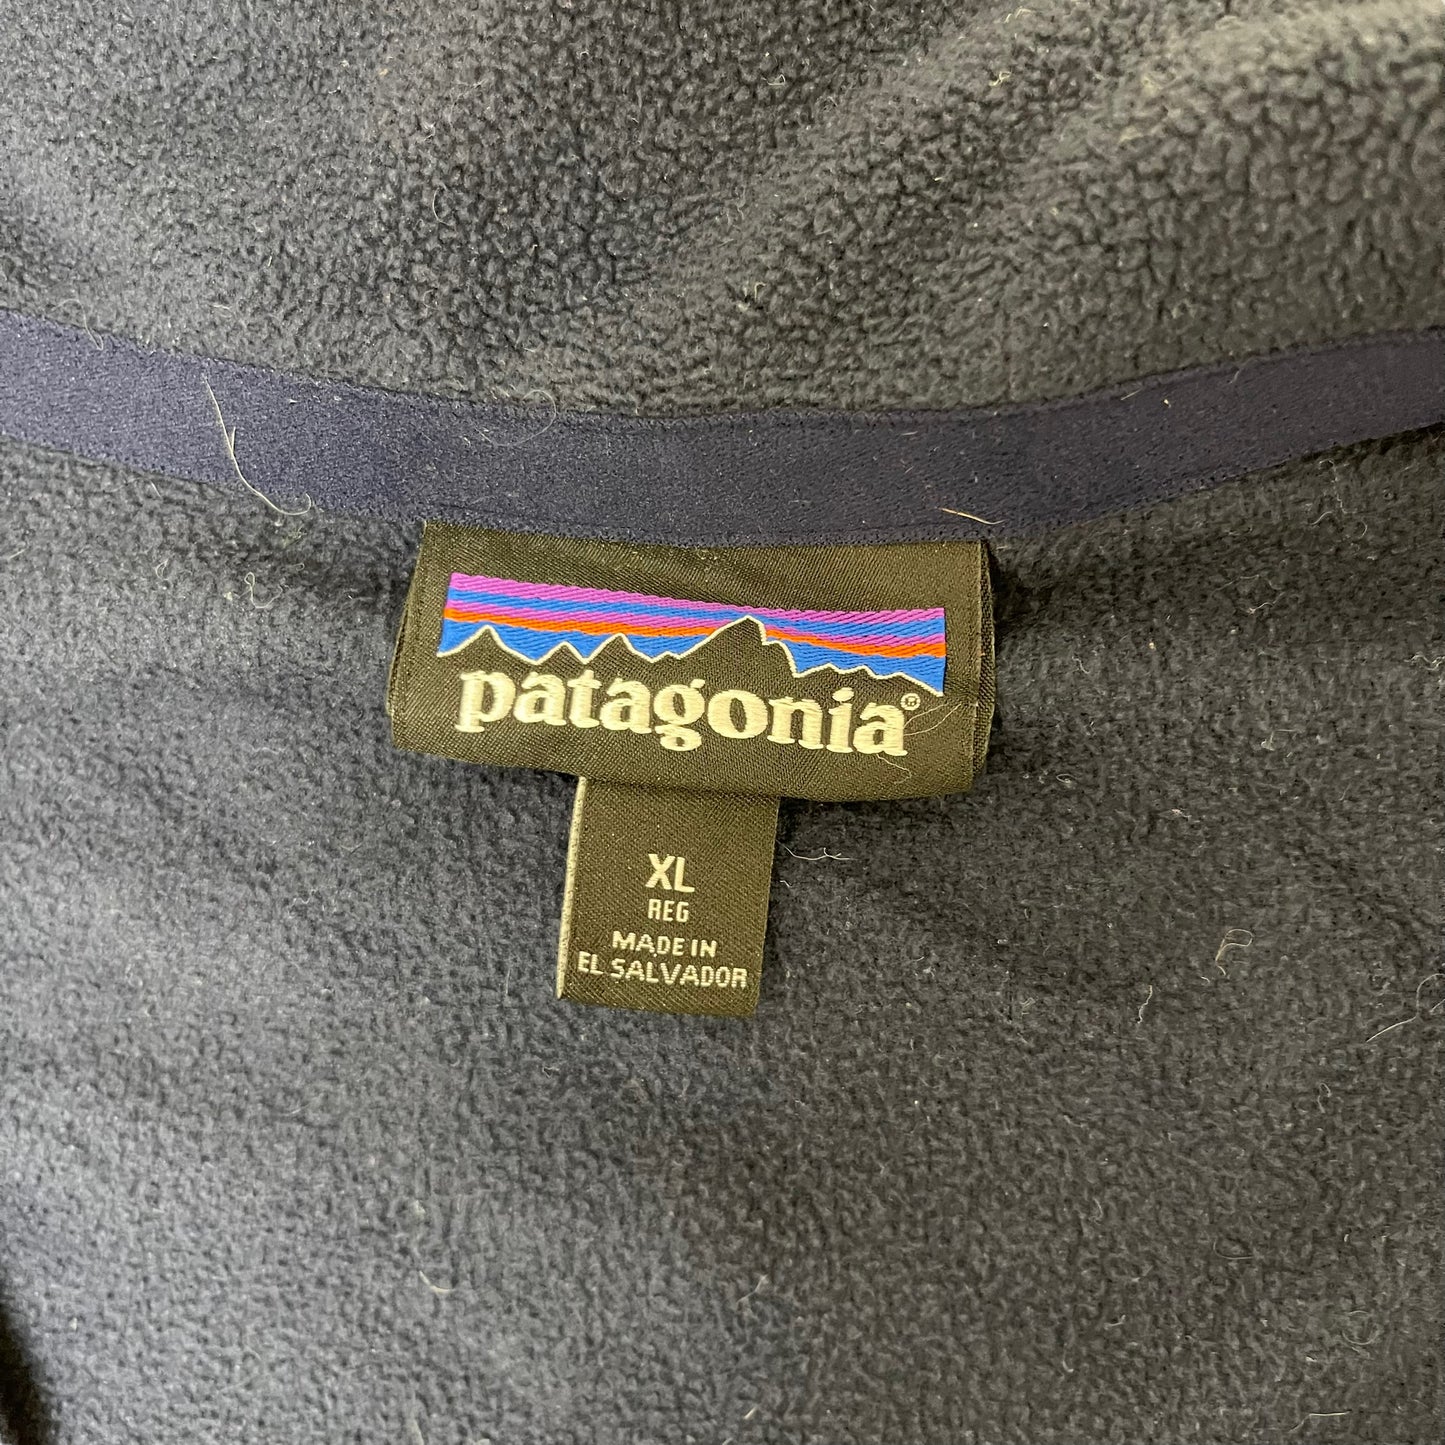 patagonia®
XL
REG
MADE IN
EL SALVADOR